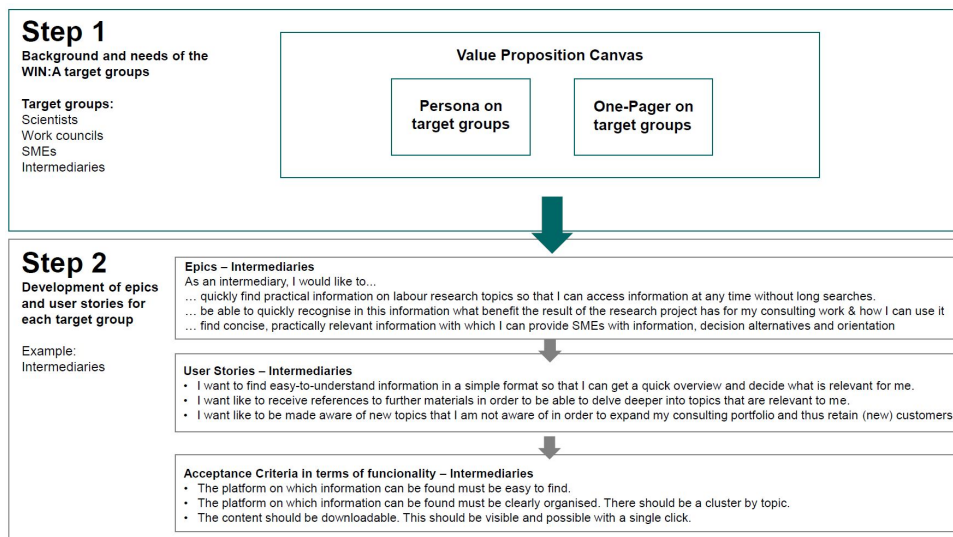 Step 1
Background and needs of the
WIN:A target groups
Target groups:
Scientists
Work councils
SMEs
Intermediaries
Value Proposition Canvas
Persona on
target groups
One-Pager on
target groups
Step 2
Development of epics
and user stories for
each target group
Example:
Intermediaries
Epics – Intermediaries
As an intermediary, I would like to...
… quickly find practical information on labour research topics so that I can access information at any time without long searches.
… be able to quickly recognise in this information what benefit the result of the research project has for my consulting work & how I can use it
… find concise, practically relevant information with which I can provide SMEs with information, decision alternatives and orientation
User Stories – Intermediaries
• I want to find easy-to-understand information in a simple format so that I can get a quick overview and decide what is relevant for me.
• I want like to receive references to further materials in order to be able to delve deeper into topics that are relevant to me.
• I want like to be made aware of new topics that I am not aware of in order to expand my consulting portfolio and thus retain (new) customers
Acceptance Criteria in terms of funcionality – Intermediaries
• The platform on which information can be found must be easy to find.
• The platform on which information can be found must be clearly organised. There should be a cluster by topic.
• The content should be downloadable. This should be visible and possible with a single click.